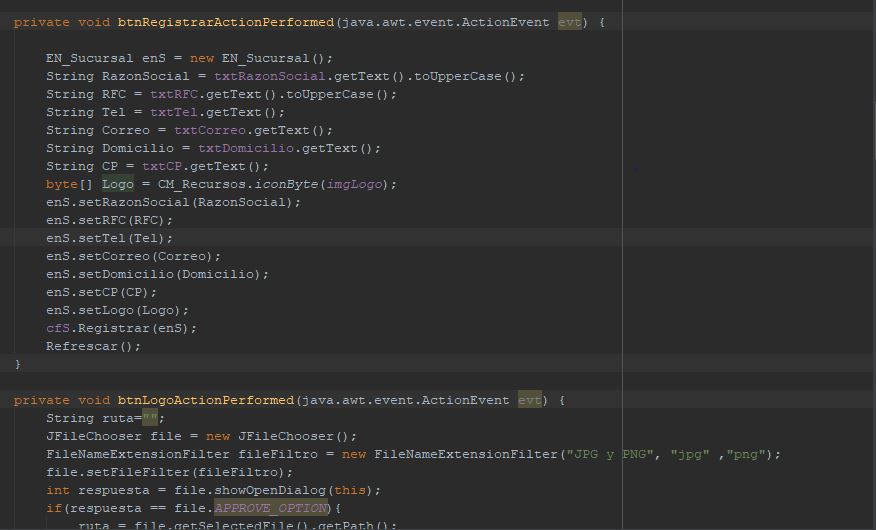 private void btnRegistrarActionPerformed(java.awt.event.ActionEvent evt) {
EN_Sucursal enS = new EN_Sucursal();
String RazonSocial = txtRazonSocial.getText().toUpperCase();
String RFC = txtRFC.getText().toUpperCase();
String Tel = txtTel.getText();
String Correo = txtCorreo.getText();
String Domicilio = txtDomicilio.getText();
String CP = txtCP.getText();
byte[] Logo = CM_Recursos.iconByte(imgLogo);
enS.setRazonSocial(RazonSocial);
enS.setRFC(RFC);
enS.setTel(Tel);
enS.setCorreo(Correo);
enS.setDomicilio(Domicilio);
enS.setCP(CP);
enS.setLogo(Logo);
cfS.Registrar(enS);
Refrescar();
}
private void btnLogoActionPerformed(java.awt.event.ActionEvent evt) {
String ruta="";
JFileChooser file = new JFileChooser();
FileNameExtensionFilter fileFiltro = new FileNameExtensionFilter("JPG y PNG", "jpg" ,"png");
file.setFileFilter(fileFiltro);
int respuesta = file.showOpenDialog(this);
if(respuesta == file.APPROVE_OPTION){
ruta = file.getSelectedFile().getPath();